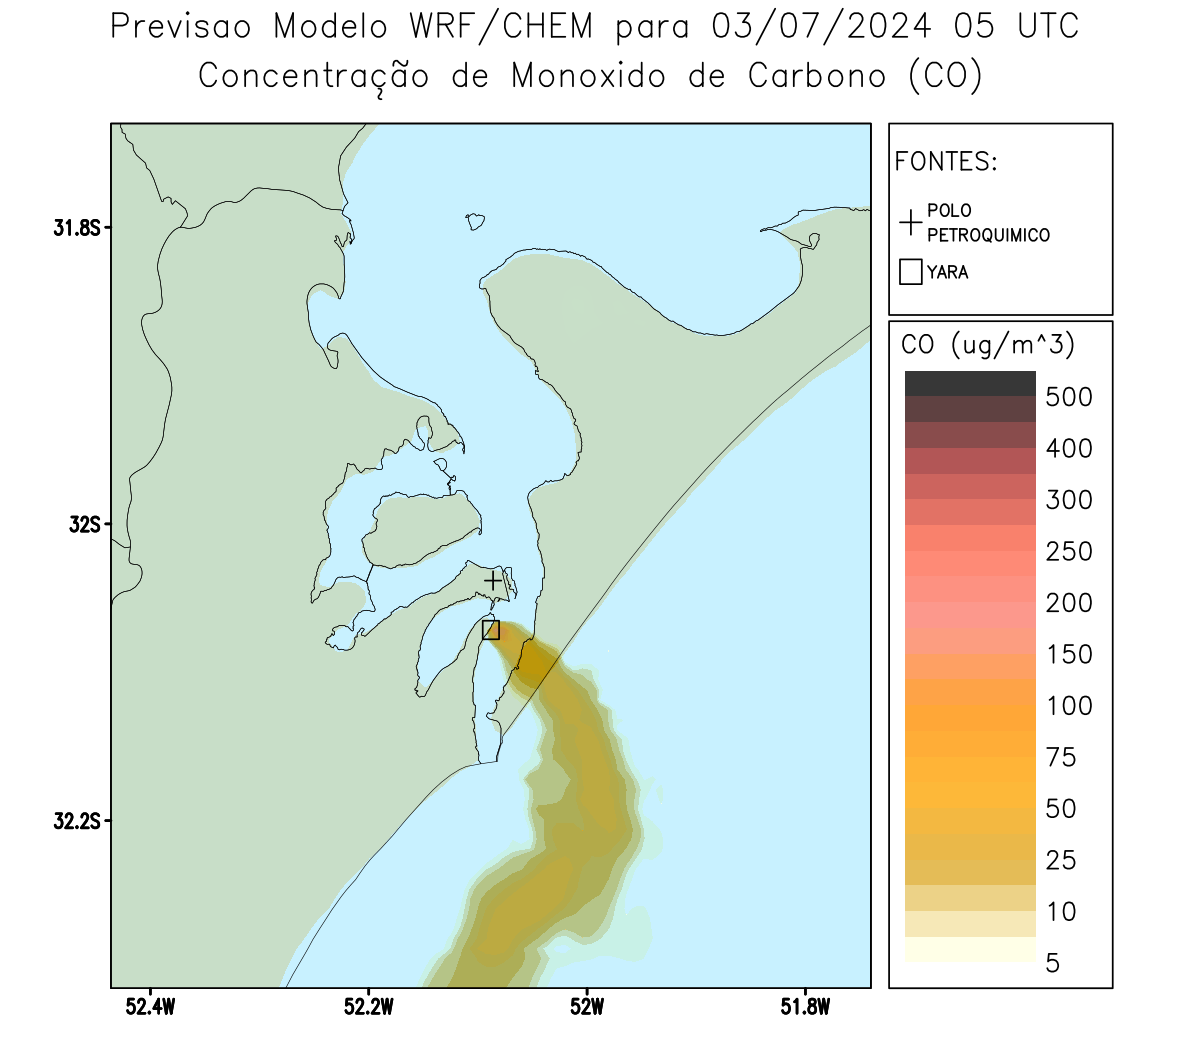 Previsao Modelo WRF/CHEM para 03/07/2024 05 UTC
Concentração de Monoxido de Carbono (CO)
FONTES:
POLO
PETROQUIMICO
YARA
CO (ug/m^3)
500
400
300
250
200
150
100
75
50
25
10
5
31.8S
32S
32.2S
52.4W
52.2W
52W
51.8W